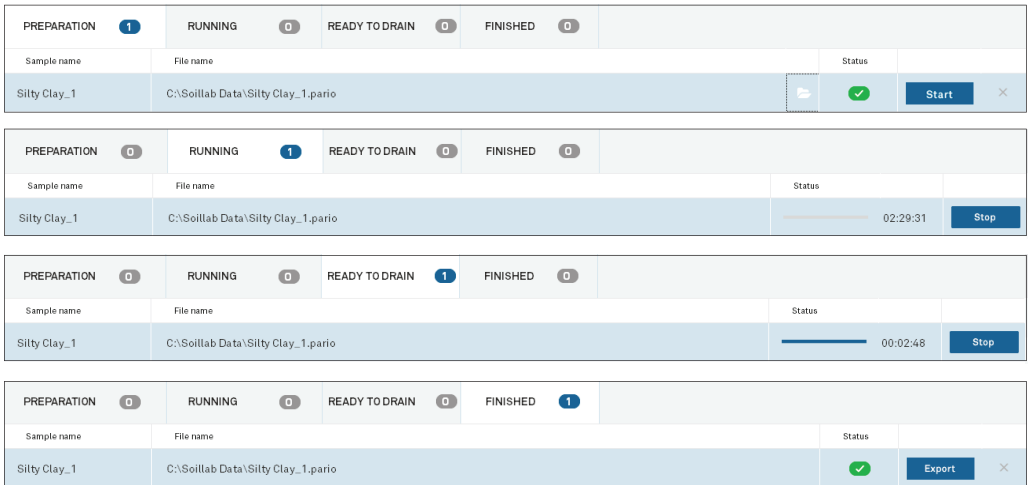 PREPARATION 1 RUNNING 0 READY TO DRAIN 0 FINISHED 0
Sample name File name Status
Silty Clay_1 C:\Soillab Data\Silty Clay_1.pario Start
PREPARATION 0 RUNNING 1 READY TO DRAIN 0 FINISHED 0
Sample name File name Status
Silty Clay_1 C:\Soillab Data\Silty Clay_1.pario 02:29:31 Stop
PREPARATION 0 RUNNING 0 READY TO DRAIN 1 FINISHED 0
Sample name File name Status
Silty Clay_1 C:\Soillab Data\Silty Clay_1.pario 00:02:48 Stop
PREPARATION 0 RUNNING 0 READY TO DRAIN 0 FINISHED 1
Sample name File name Status
Silty Clay_1 C:\Soillab Data\Silty Clay_1.pario Export